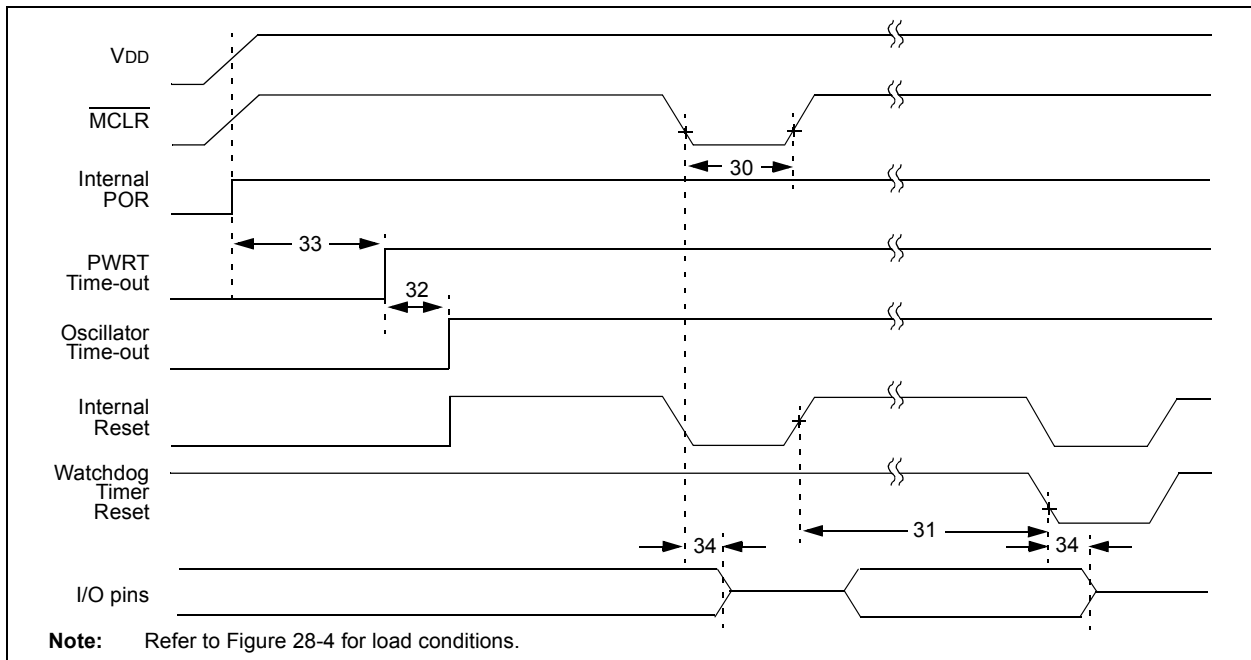 VDD
MCLR
30
Internal
POR
33
PWRT
Time-out
32
Oscillator
Time-out
Internal
Reset
Watchdog
Timer
Reset
31
34
34
I/O pins
Note: Refer to Figure 28-4 for load conditions.